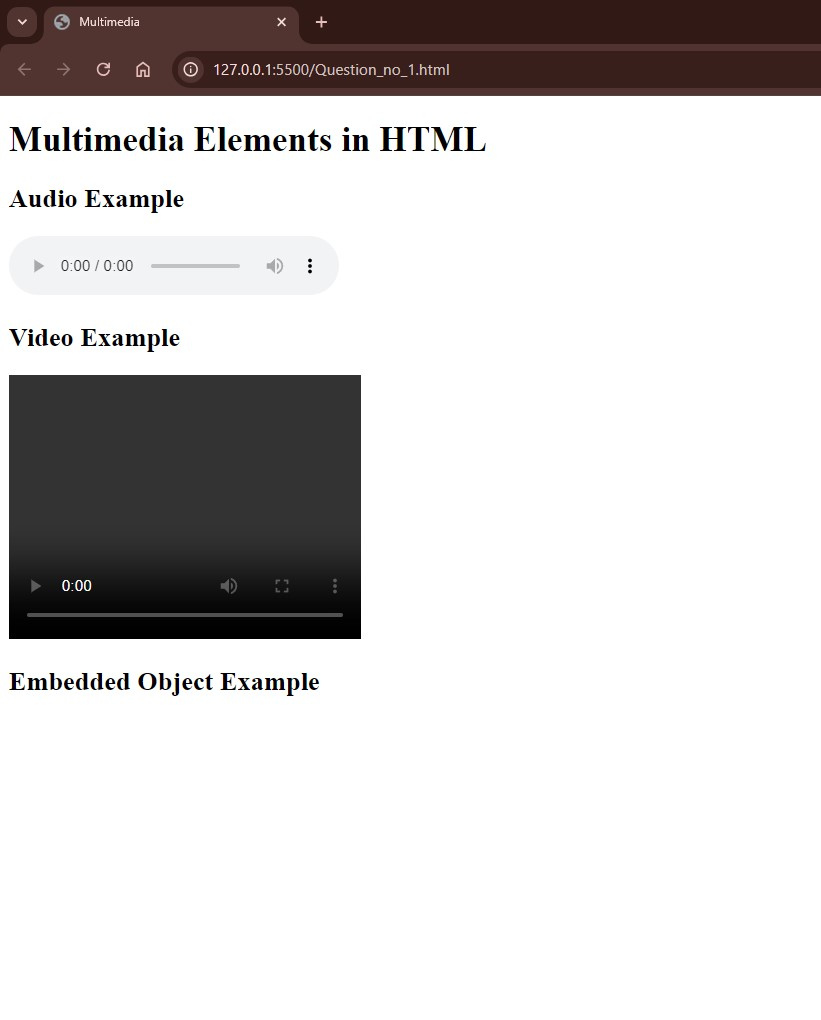 Multimedia
127.0.0.1:5500/Question_no_1.html
Multimedia Elements in HTML
Audio Example
0:00 / 0:00
Video Example
0:00
Embedded Object Example